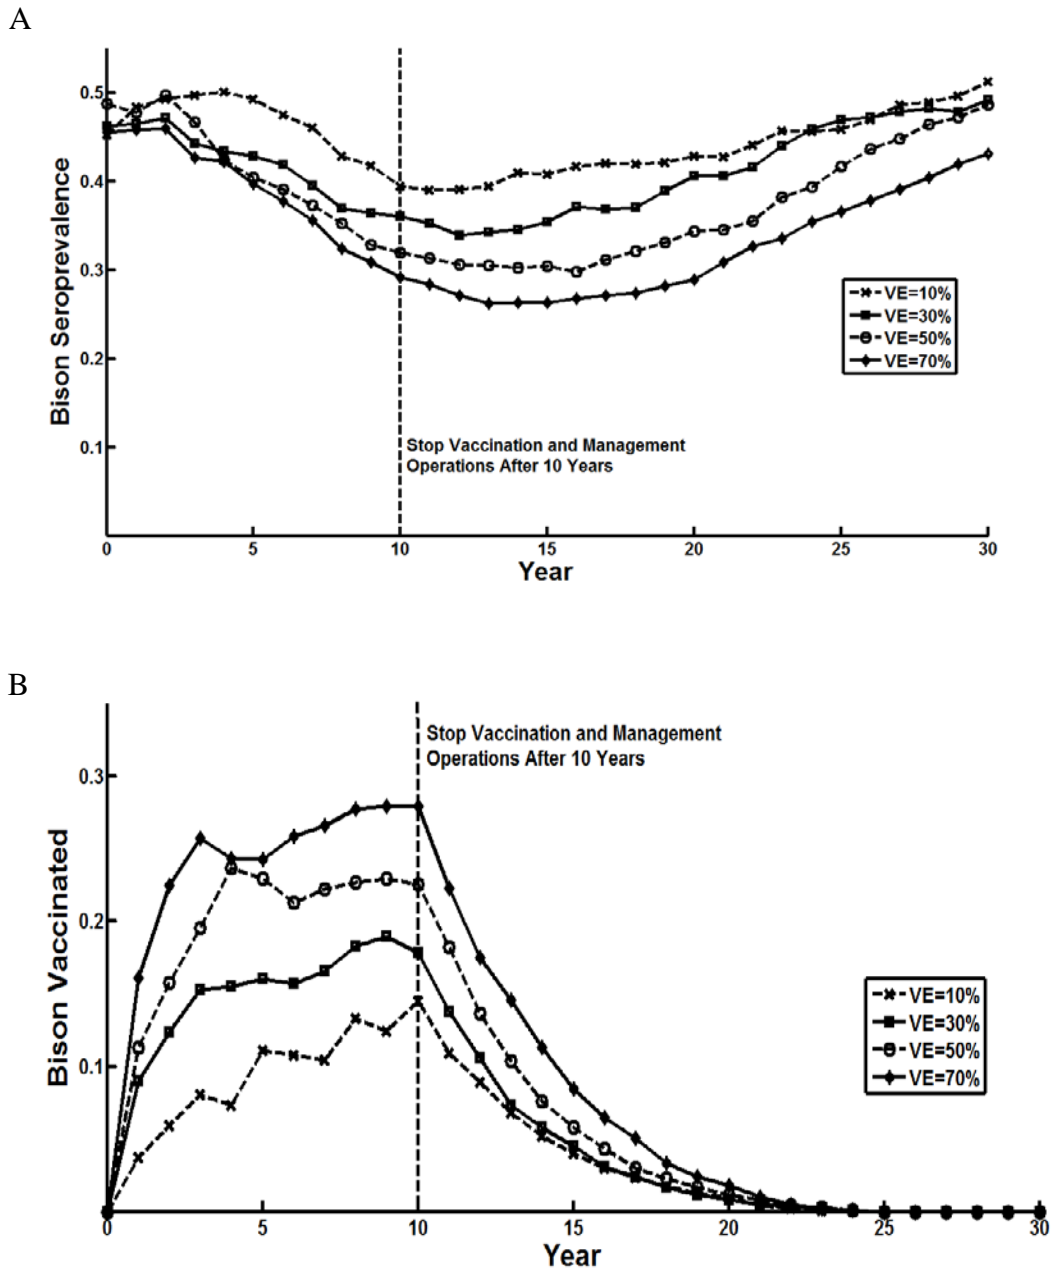 A
0.5
0.4
0.3
0.2
0.1
Bison Seroprevalence
VE=10%
VE=30%
VE=50%
VE=70%
Stop Vaccination and Management
Operations After 10 Years
0 5 10 15 20 25 30
Year
B
Stop Vaccination and Management
Operations After 10 Years
0.3
0.2
0.1
Bison Vaccinated
VE=10%
VE=30%
VE=50%
VE=70%
0 5 10 15 20 25 30
Year